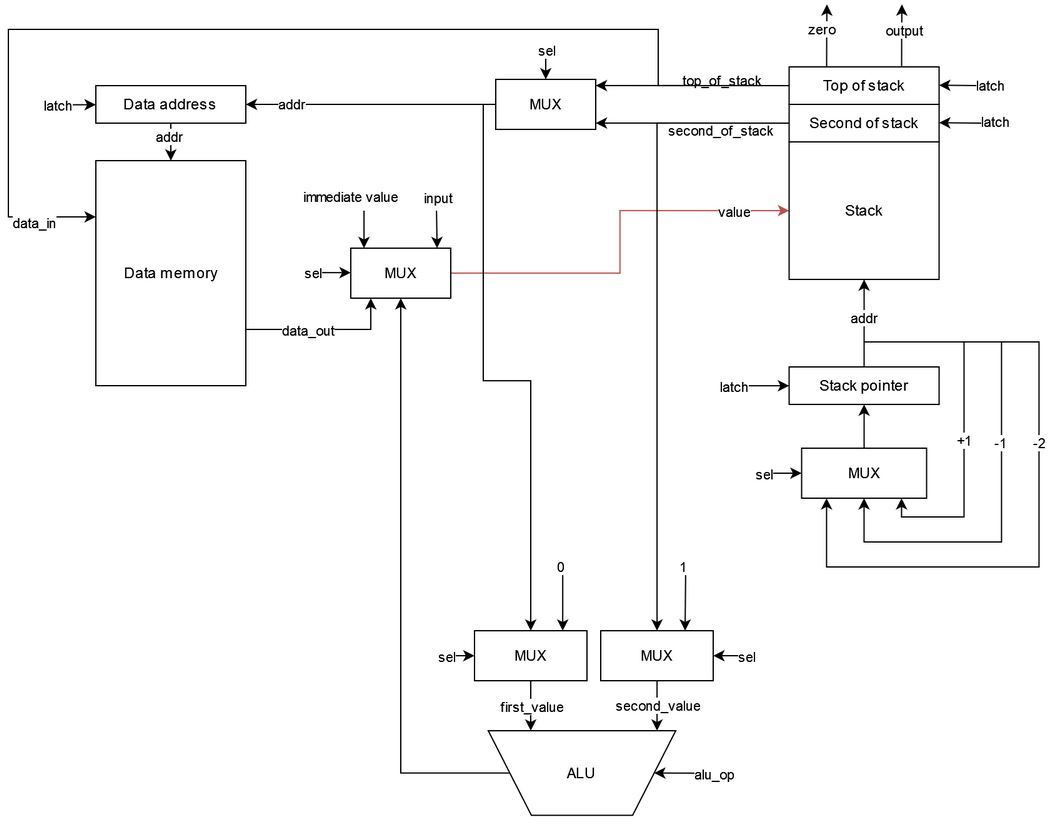 zero
output
sel
top_of_stack
Top of stack
latch
latch
Data address
addr
MUX
second_of_stack
Second of stack
latch
addr
immediate value
input
value
Stack
data_in
Data memory
sel
MUX
addr
data_out
latch
Stack pointer
+1
-1
-2
sel
MUX
0
1
sel
MUX
MUX
sel
first_value
second_value
ALU
alu_op